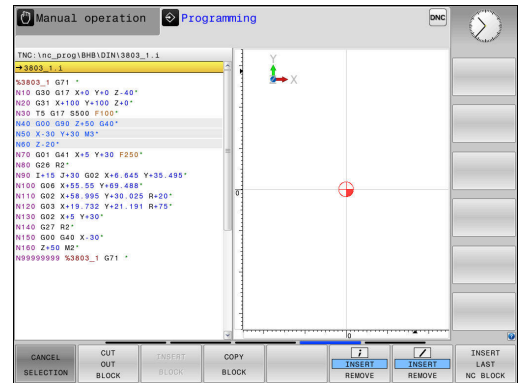 Manual operation
Programming
DNC
TNC:\nc_prog\BHB\DIN\3803_1.i
→3803_1.i
%3803_1 G71 *
N10 G30 G17 X+0 Y+0 Z-40*
N20 G31 X+100 Y+100 Z+0*
N30 T5 G17 S500 F100*
N40 G00 G90 Z+50 G40*
N50 X-30 Y+30 M3*
N60 Z-20*
N70 G01 G41 X+5 Y+30 F250*
N80 G26 R2*
N90 I+15 J+30 G02 X+6.645 Y+35.495*
N100 G06 X+55.55 Y+69.488*
N110 G02 X+58.995 Y+30.025 R+20*
N120 G03 X+19.732 Y+21.191 R+75*
N130 G02 X+5 Y+30*
N140 G27 R2*
N150 G00 G40 X-30*
N160 Z+50 M2*
N99999999 %3803_1 G71 *
Y
X
0
0
CANCEL
SELECTION
CUT
OUT
BLOCK
INSERT
BLOCK
COPY
BLOCK
INSERT
REMOVE
INSERT
REMOVE
INSERT
LAST
NC BLOCK